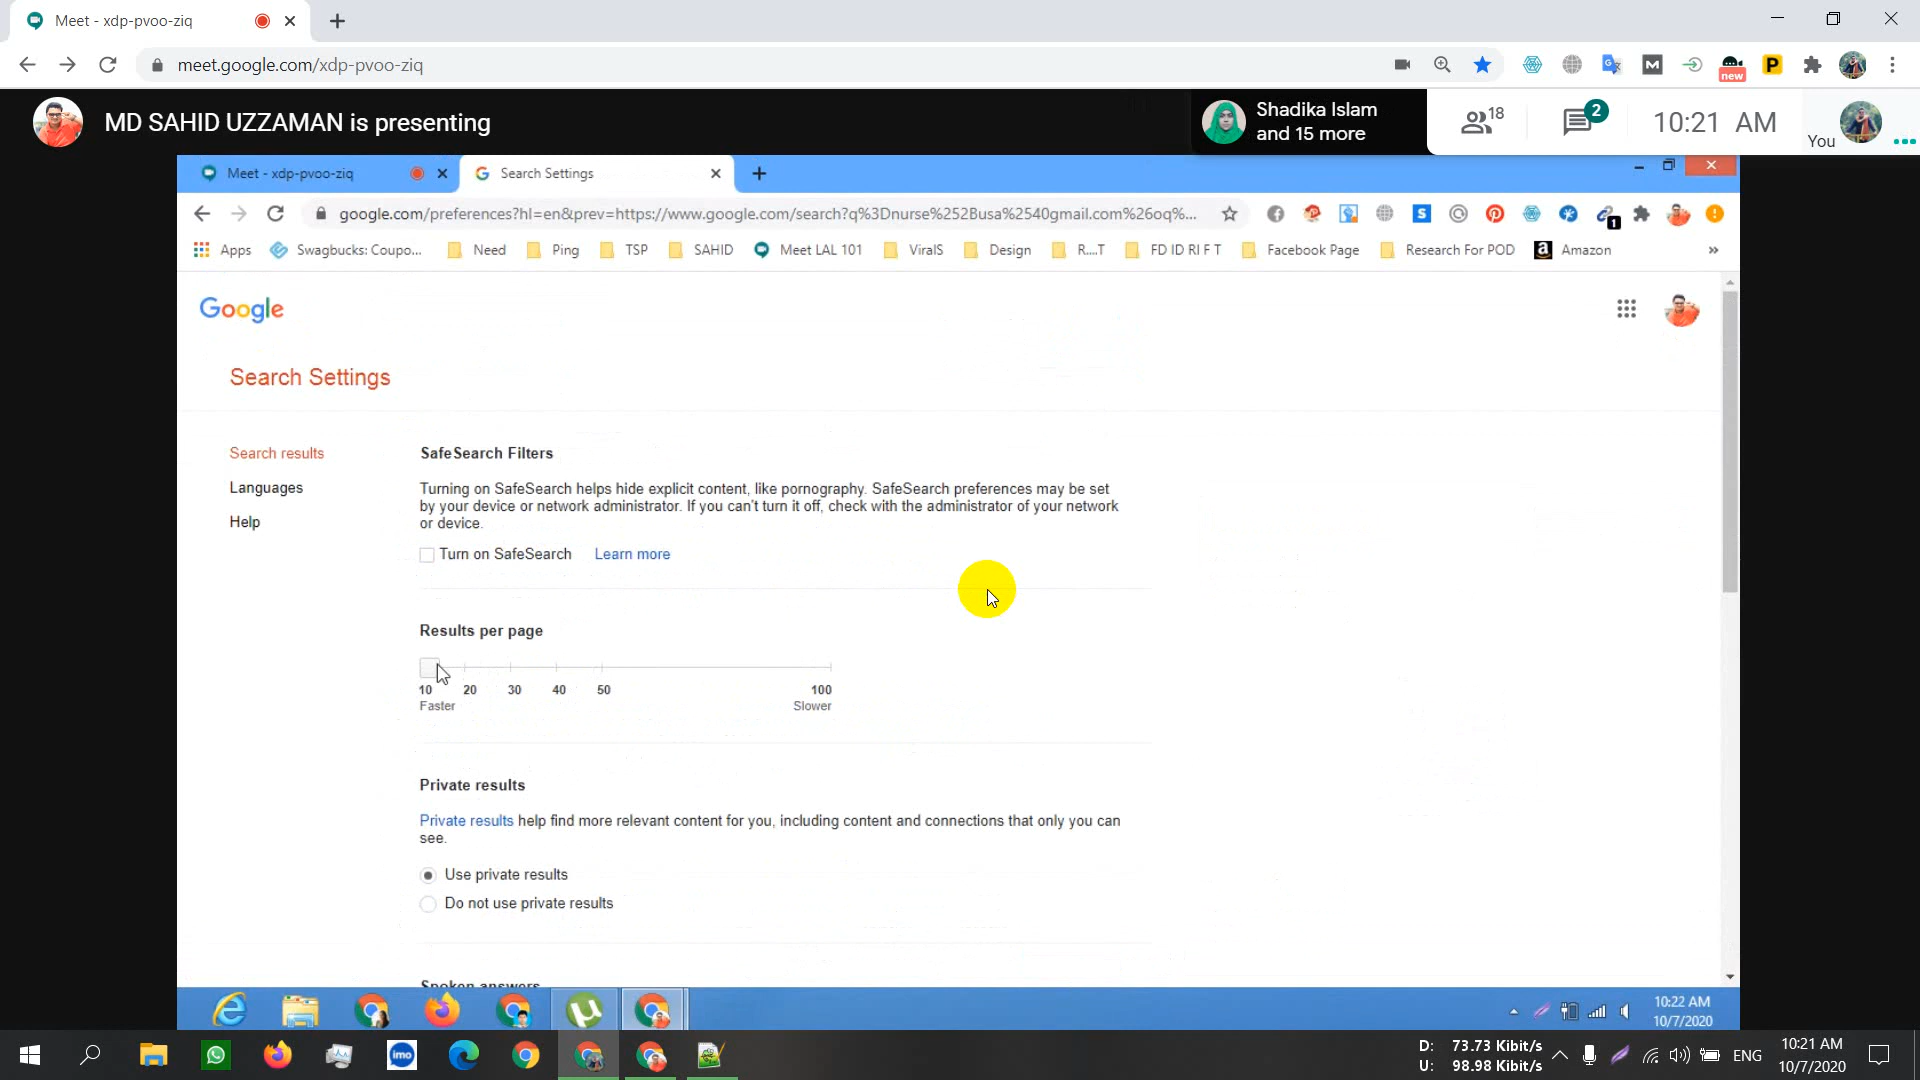 Meet - xdp-pvoo-ziq
meet.google.com/xdp-pvoo-ziq
new
MD SAHID UZZAMAN is presenting
Shadika Islam
and 15 more
18
2
10:21 AM
You
Meet - xdp-pvoo-ziq
Search Settings
google.com/preferences?hl=en&prev=https://www.google.com/search?q%3Dnurse%252Busa%2540gmail.com%26oq%...
1
Apps
Swagbucks: Coupo...
Need
Ping
TSP
SAHID
Meet LAL 101
ViralS
Design
R....T
FD ID RI F T
Facebook Page
Research For POD
Amazon
»
Google
Search Settings
Search results
Languages
Help
SafeSearch Filters
Turning on SafeSearch helps hide explicit content, like pornography. SafeSearch preferences may be set
by your device or network administrator. If you can't turn it off, check with the administrator of your network
or device.
Turn on SafeSearch Learn more
Results per page
10 20 30 40 50 100
Faster Slower
Private results
Private results help find more relevant content for you, including content and connections that only you can
see.
Use private results
Do not use private results
Spoken answers
10:22 AM
10/7/2020
imo
D: 73.73 Kibit/s
U: 98.98 Kibit/s
ENG
10:21 AM
10/7/2020